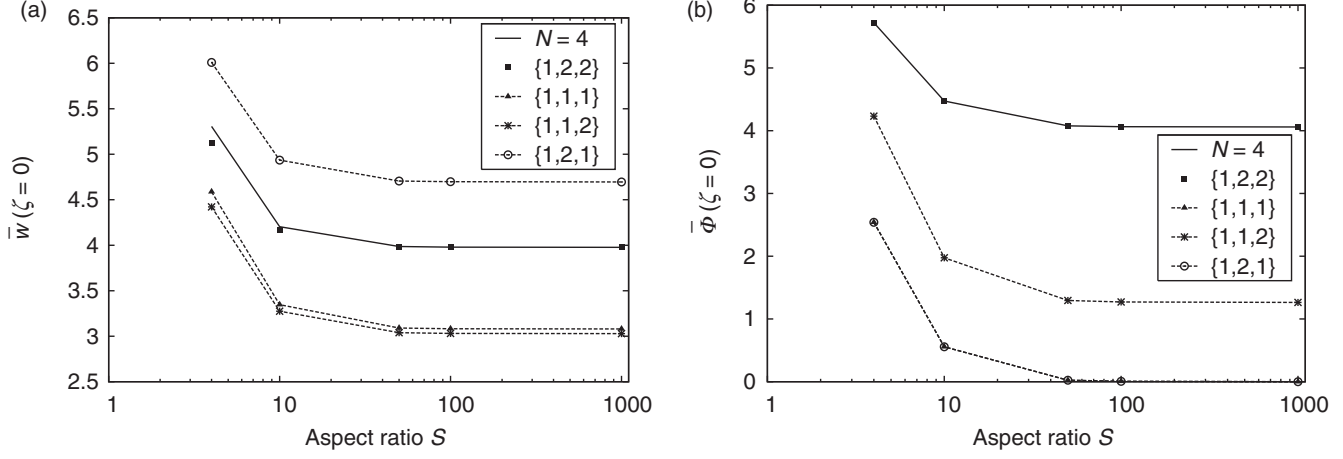 (a)
6.5
6
5.5
5
4.5
4
3.5
3
2.5
w̅ (ζ = 0)
N = 4
{1,2,2}
{1,1,1}
{1,1,2}
{1,2,1}
1 10 100 1000
Aspect ratio S
(b)
6
5
4
3
2
1
0
Φ̅ (ζ = 0)
N = 4
{1,2,2}
{1,1,1}
{1,1,2}
{1,2,1}
1 10 100 1000
Aspect ratio S